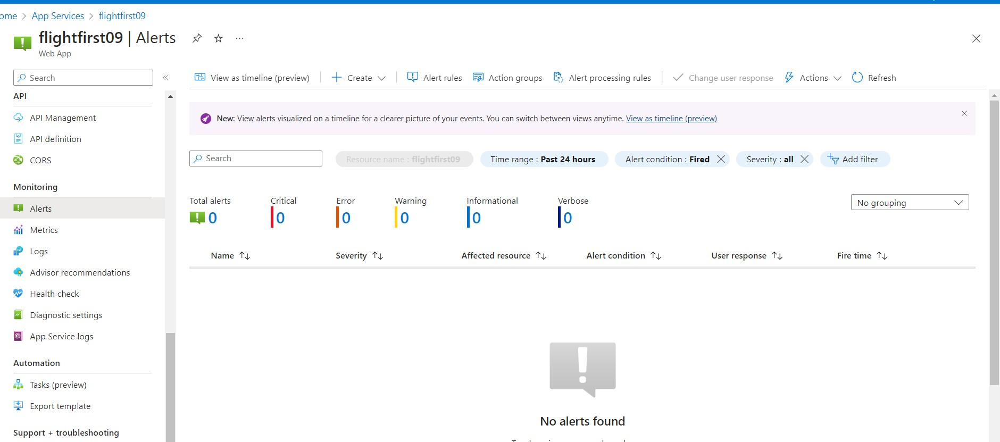 ome > App Services > flightfirst09
flightfirst09 | Alerts
Web App
Search
API
API Management
API definition
CORS
Monitoring
Alerts
Metrics
Logs
Advisor recommendations
Health check
Diagnostic settings
App Service logs
Automation
Tasks (preview)
Export template
Support + troubleshooting
View as timeline (preview) Create Alert rules Action groups Alert processing rules Change user response Actions Refresh
New: View alerts visualized on a timeline for a clearer picture of your events. You can switch between views anytime. View as timeline (preview)
Search Resource name : flightfirst09 Time range : Past 24 hours Alert condition : Fired Severity : all Add filter
Total alerts Critical Error Warning Informational Verbose
0 0 0 0 0 0
No grouping
Name Severity Affected resource Alert condition User response Fire time
No alerts found